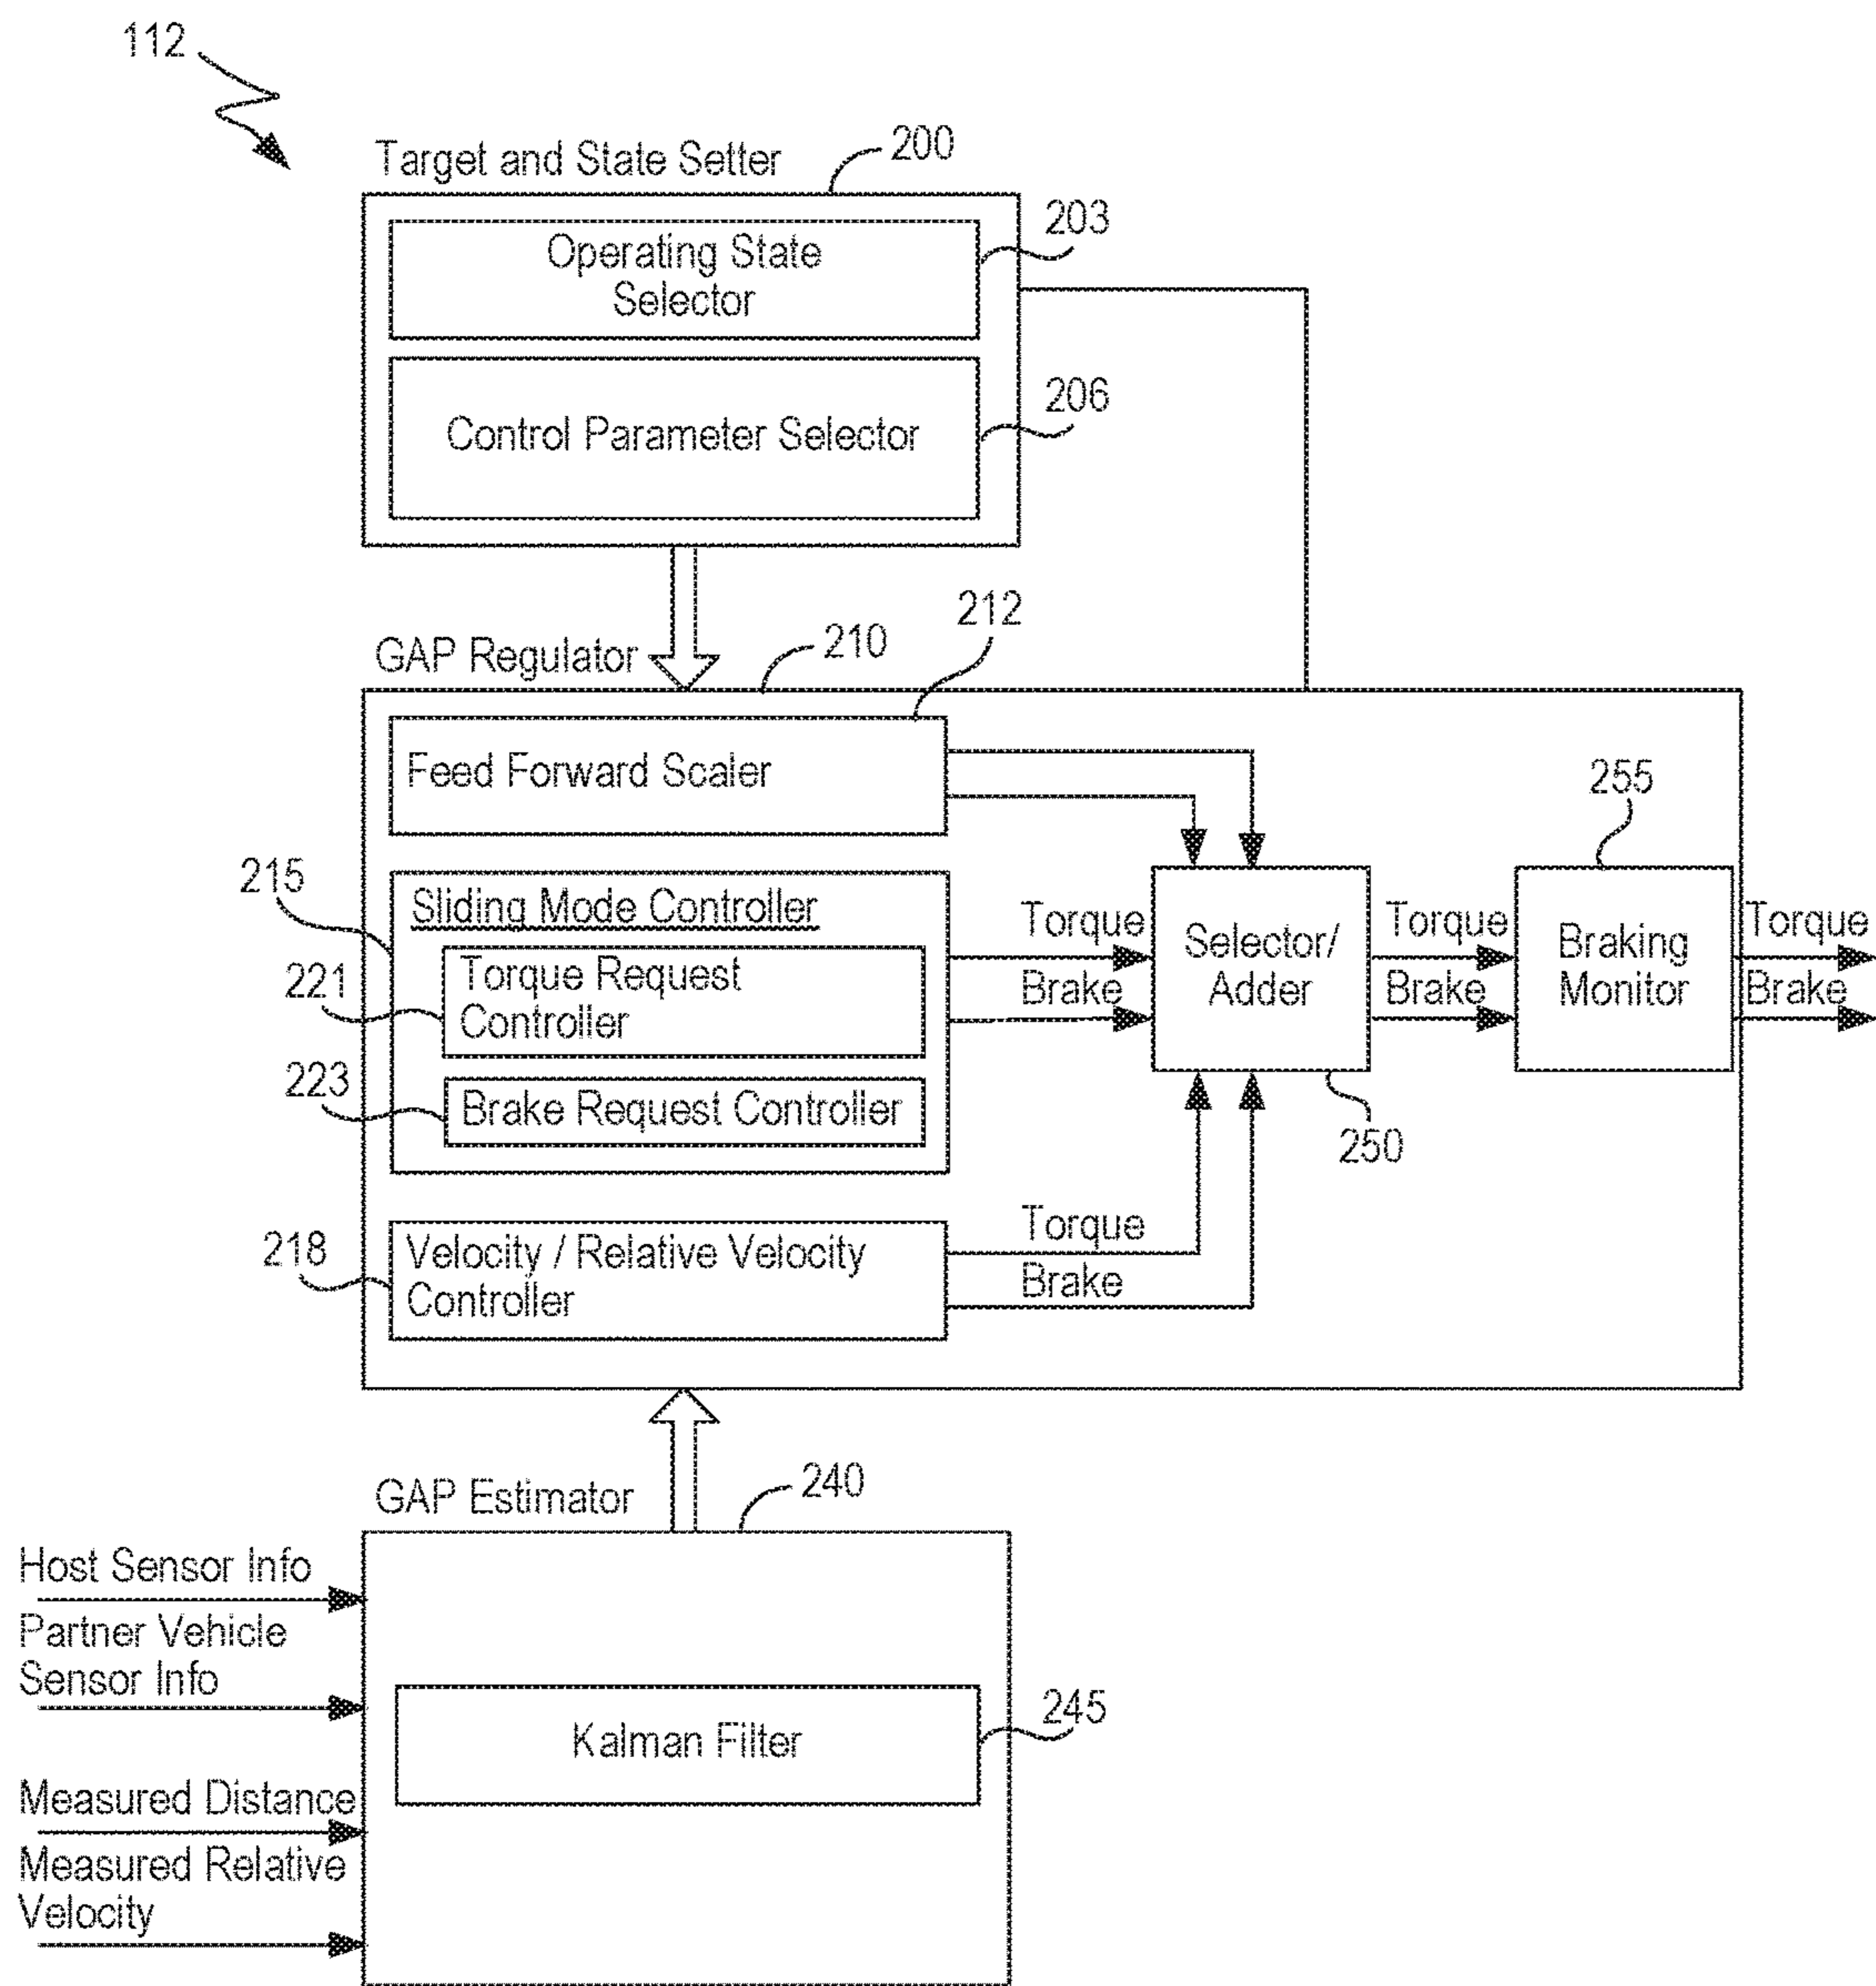 112
Target and State Setter
200
Operating State
Selector
203
Control Parameter Selector
206
GAP Regulator
210
212
Feed Forward Scaler
215
Sliding Mode Controller
221
Torque Request
Controller
223
Brake Request Controller
218
Velocity / Relative Velocity
Controller
Torque
Brake
Torque
Brake
Selector/
Adder
250
Torque
Brake
255
Braking
Monitor
Torque
Brake
GAP Estimator
240
Host Sensor Info
Partner Vehicle
Sensor Info
Measured Distance
Measured Relative
Velocity
Kalman Filter
245